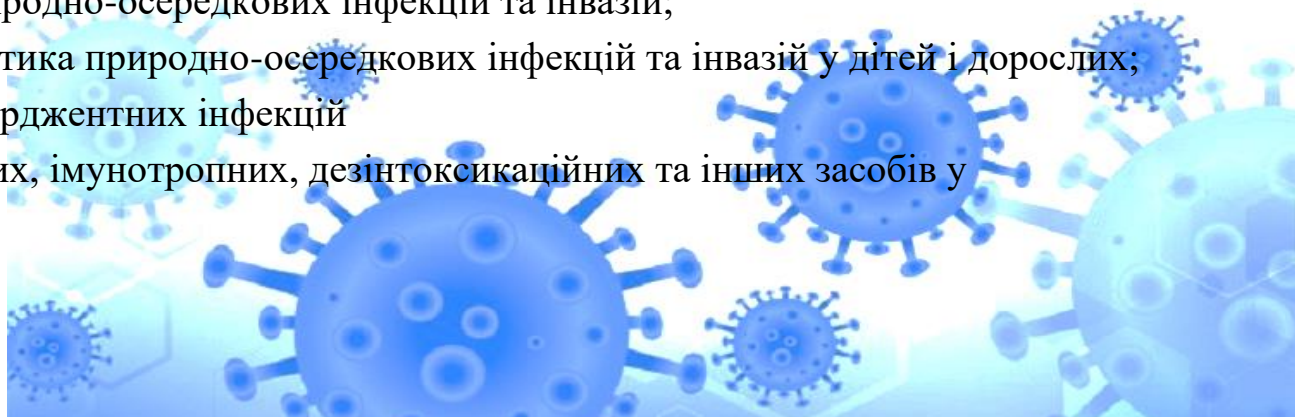 родно-осередкових інфекцій та інвазій;
тика природно-осередкових інфекцій та інвазій у дітей і дорослих;
рджентних інфекцій
их, імунотропних, дезінтоксикаційних та інших засобів у